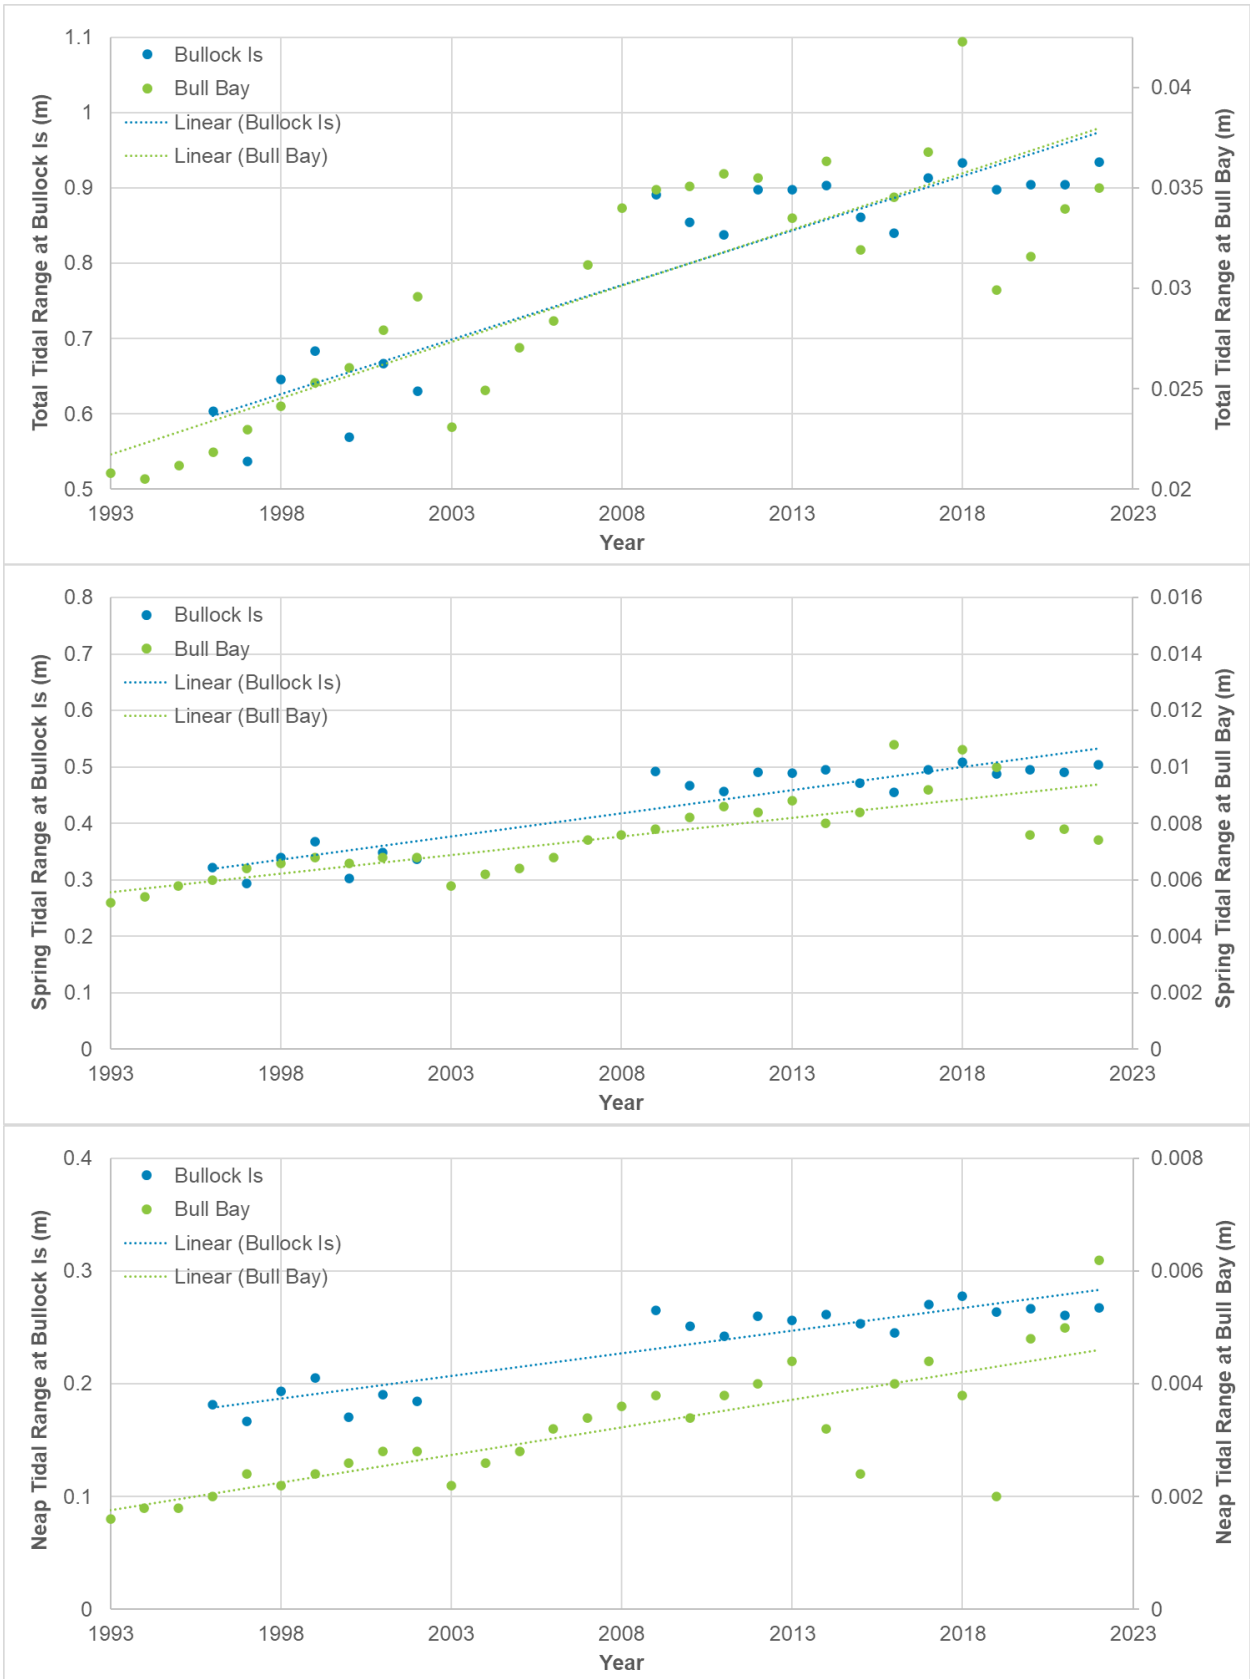 Total Tidal Range at Bullock Is (m)
1.1
1
0.9
0.8
0.7
0.6
0.5
Bullock Is
Bull Bay
Linear (Bullock Is)
Linear (Bull Bay)
0.04
0.035
0.03
0.025
0.02
Total Tidal Range at Bull Bay (m)
1993 1998 2003 2008 2013 2018 2023
Year
Spring Tidal Range at Bullock Is (m)
0.8
0.7
0.6
0.5
0.4
0.3
0.2
0.1
0
Bullock Is
Bull Bay
Linear (Bullock Is)
Linear (Bull Bay)
0.016
0.014
0.012
0.010
0.008
0.006
0.004
0.002
0
Spring Tidal Range at Bull Bay (m)
1993 1998 2003 2008 2013 2018 2023
Year
Neap Tidal Range at Bullock Is (m)
0.4
0.3
0.2
0.1
0
Bullock Is
Bull Bay
Linear (Bullock Is)
Linear (Bull Bay)
0.008
0.006
0.004
0.002
0
Neap Tidal Range at Bull Bay (m)
1993 1998 2003 2008 2013 2018 2023
Year